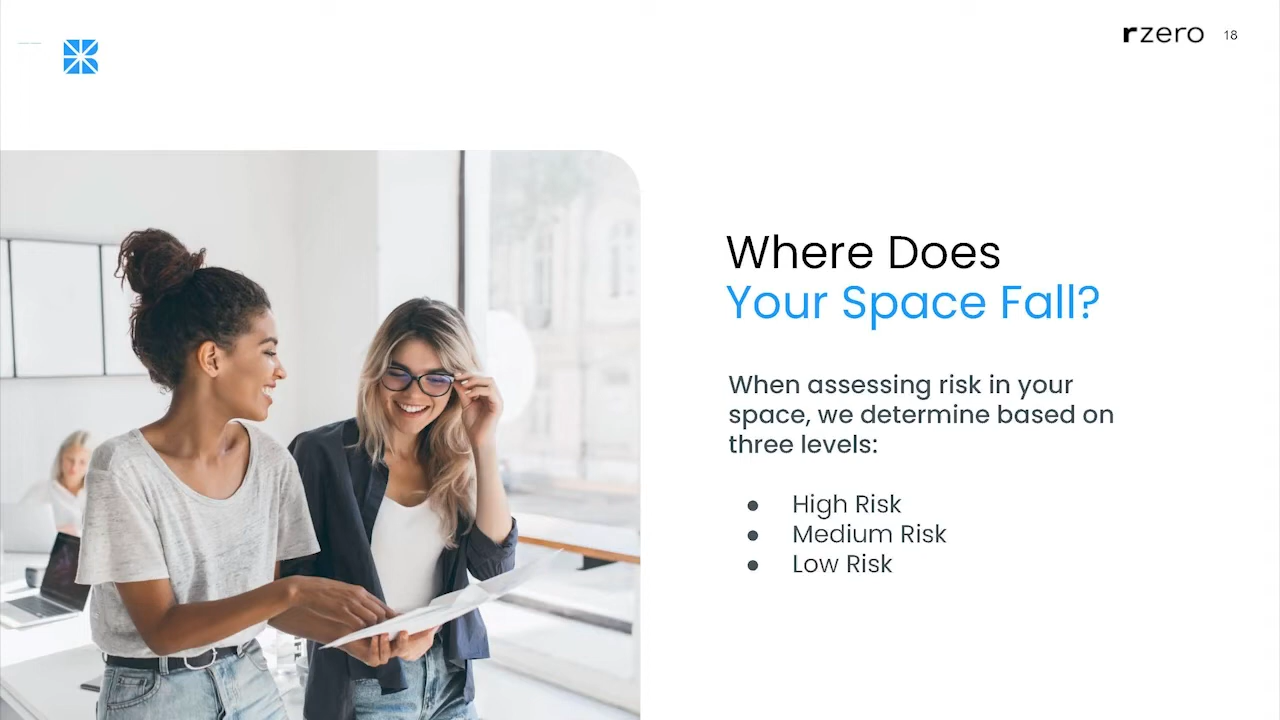 rzero 18
Where Does
Your Space Fall?
When assessing risk in your
space, we determine based on
three levels:
● High Risk
● Medium Risk
● Low Risk